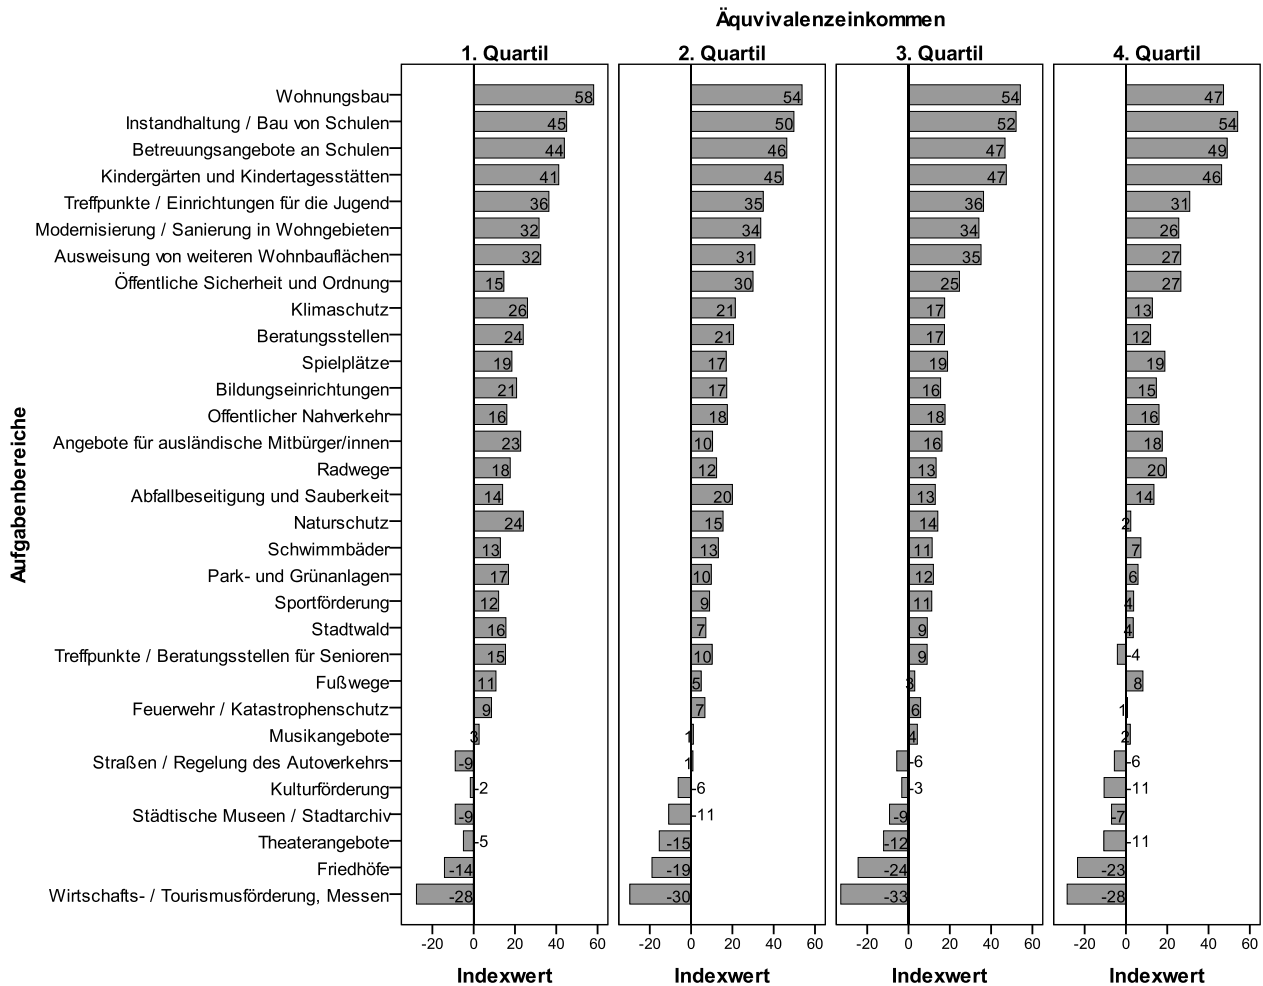 Äquvivalenzeinkommen
1. Quartil 2. Quartil 3. Quartil 4. Quartil
Aufgabenbereiche
Wohnungsbau 58 54 54 47
Instandhaltung / Bau von Schulen 45 50 52 54
Betreuungsangebote an Schulen 44 46 47 49
Kindergärten und Kindertagesstätten 41 45 47 46
Treffpunkte / Einrichtungen für die Jugend 36 35 36 31
Modernisierung / Sanierung in Wohngebieten 32 34 34 26
Ausweisung von weiteren Wohnbauflächen 32 31 35 27
Öffentliche Sicherheit und Ordnung 15 30 25 27
Klimaschutz 26 21 17 13
Beratungsstellen 24 21 17 12
Spielplätze 19 17 19 19
Bildungseinrichtungen 21 17 16 15
Offentlicher Nahverkehr 16 18 18 16
Angebote für ausländische Mitbürger/innen 23 10 16 18
Radwege 18 12 13 20
Abfallbeseitigung und Sauberkeit 14 20 13 14
Naturschutz 24 15 14 2
Schwimmbäder 13 13 11 7
Park- und Grünanlagen 17 10 12 6
Sportförderung 12 9 11 4
Stadtwald 16 7 9 4
Treffpunkte / Beratungsstellen für Senioren 15 10 9 -4
Fußwege 11 5 3 8
Feuerwehr / Katastrophenschutz 9 7 6 1
Musikangebote 3 1 4 2
Straßen / Regelung des Autoverkehrs -9 1 -6 -6
Kulturförderung -2 -6 -3 -11
Städtische Museen / Stadtarchiv -9 -11 -9 -7
Theaterangebote -5 -15 -12 -11
Friedhöfe -14 -19 -24 -23
Wirtschafts- / Tourismusförderung, Messen -28 -30 -33 -28
-20 0 20 40 60 -20 0 20 40 60 -20 0 20 40 60 -20 0 20 40 60
Indexwert Indexwert Indexwert Indexwert